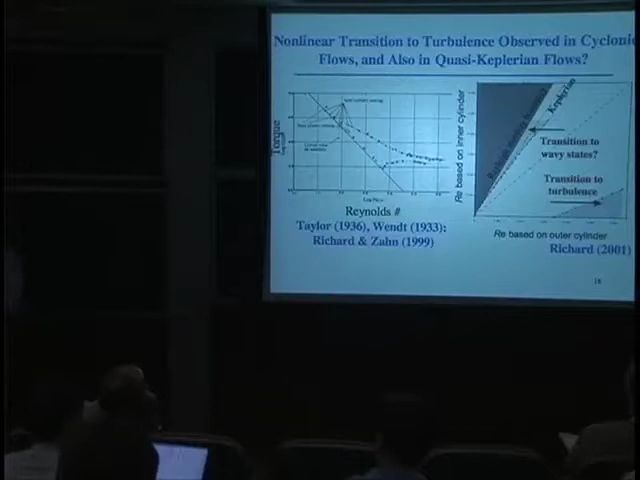 Nonlinear Transition to Turbulence Observed in Cyclonic
Flows, and Also in Quasi-Keplerian Flows?
Torque
Reynolds #
Taylor (1936), Wendt (1933):
Richard & Zahn (1999)
Re based on inner cylinder
Keplerian
Transition to
wavy states?
Transition to
turbulence
Re based on outer cylinder
Richard (2001)